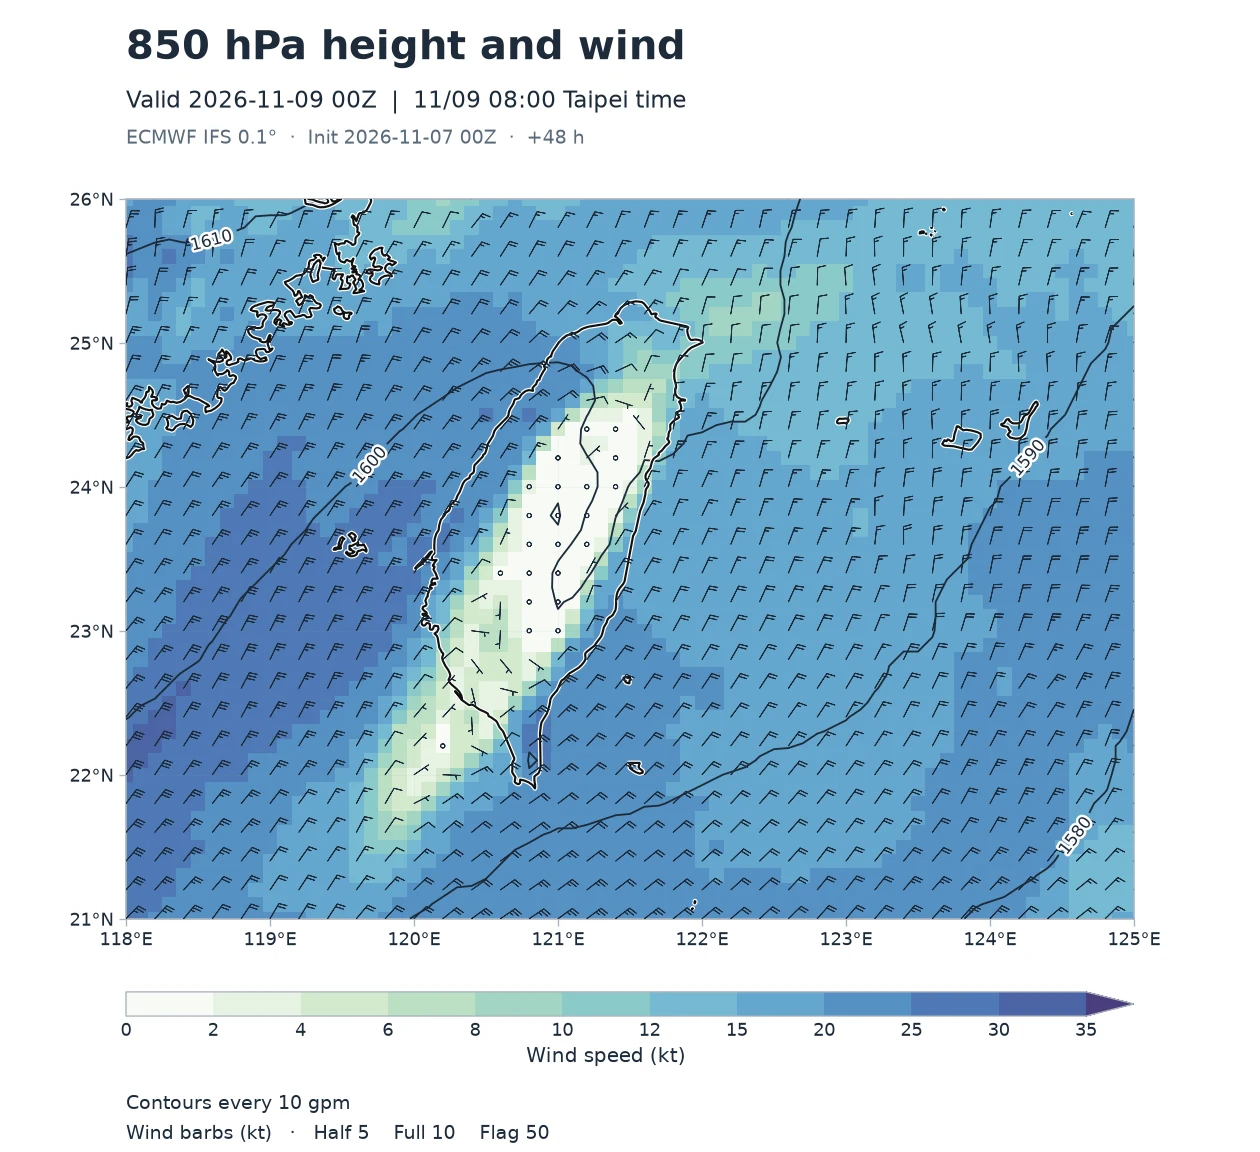 850 hPa height and wind
Valid 2026-11-09 00Z | 11/09 08:00 Taipei time
ECMWF IFS 0.1° · Init 2026-11-07 00Z · +48 h
26°N
1610
25°N
1600
24°N
1590
23°N
22°N
1580
21°N
118°E 119°E 120°E 121°E 122°E 123°E 124°E 125°E
0 2 4 6 8 10 12 15 20 25 30 35
Wind speed (kt)
Contours every 10 gpm
Wind barbs (kt) · Half 5 Full 10 Flag 50